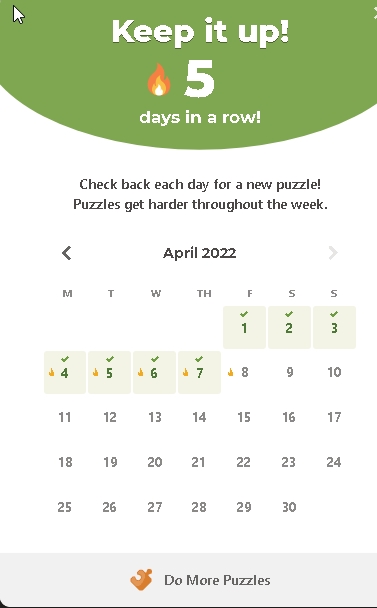 Keep it up!
5
days in a row!
Check back each day for a new puzzle!
Puzzles get harder throughout the week.
April 2022
M T W TH F S S
1 2 3
4 5 6 7 8 9 10
11 12 13 14 15 16 17
18 19 20 21 22 23 24
25 26 27 28 29 30
Do More Puzzles